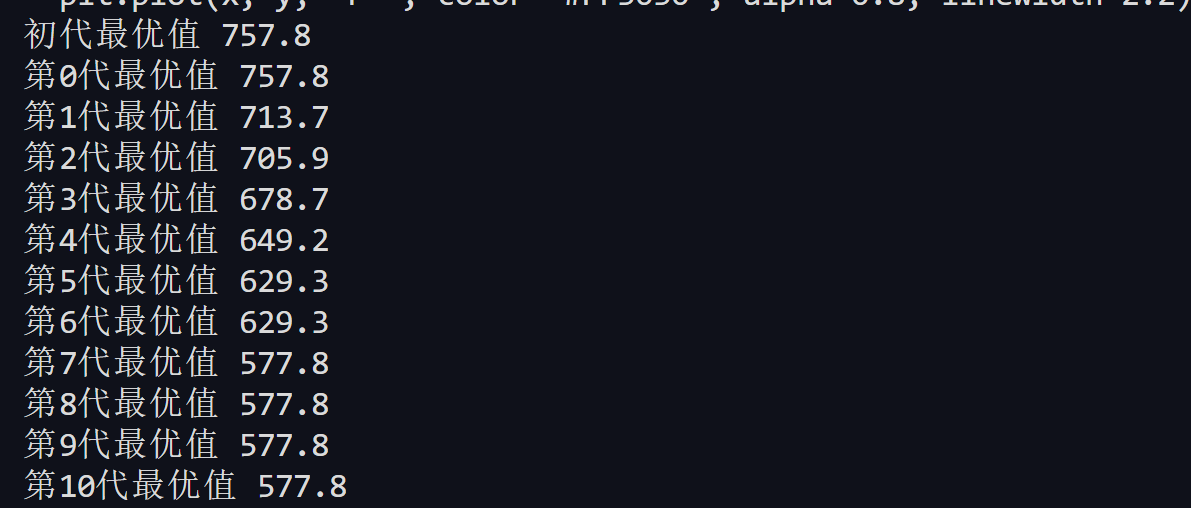 初代最优值 757.8
第0代最优值 757.8
第1代最优值 713.7
第2代最优值 705.9
第3代最优值 678.7
第4代最优值 649.2
第5代最优值 629.3
第6代最优值 629.3
第7代最优值 577.8
第8代最优值 577.8
第9代最优值 577.8
第10代最优值 577.8